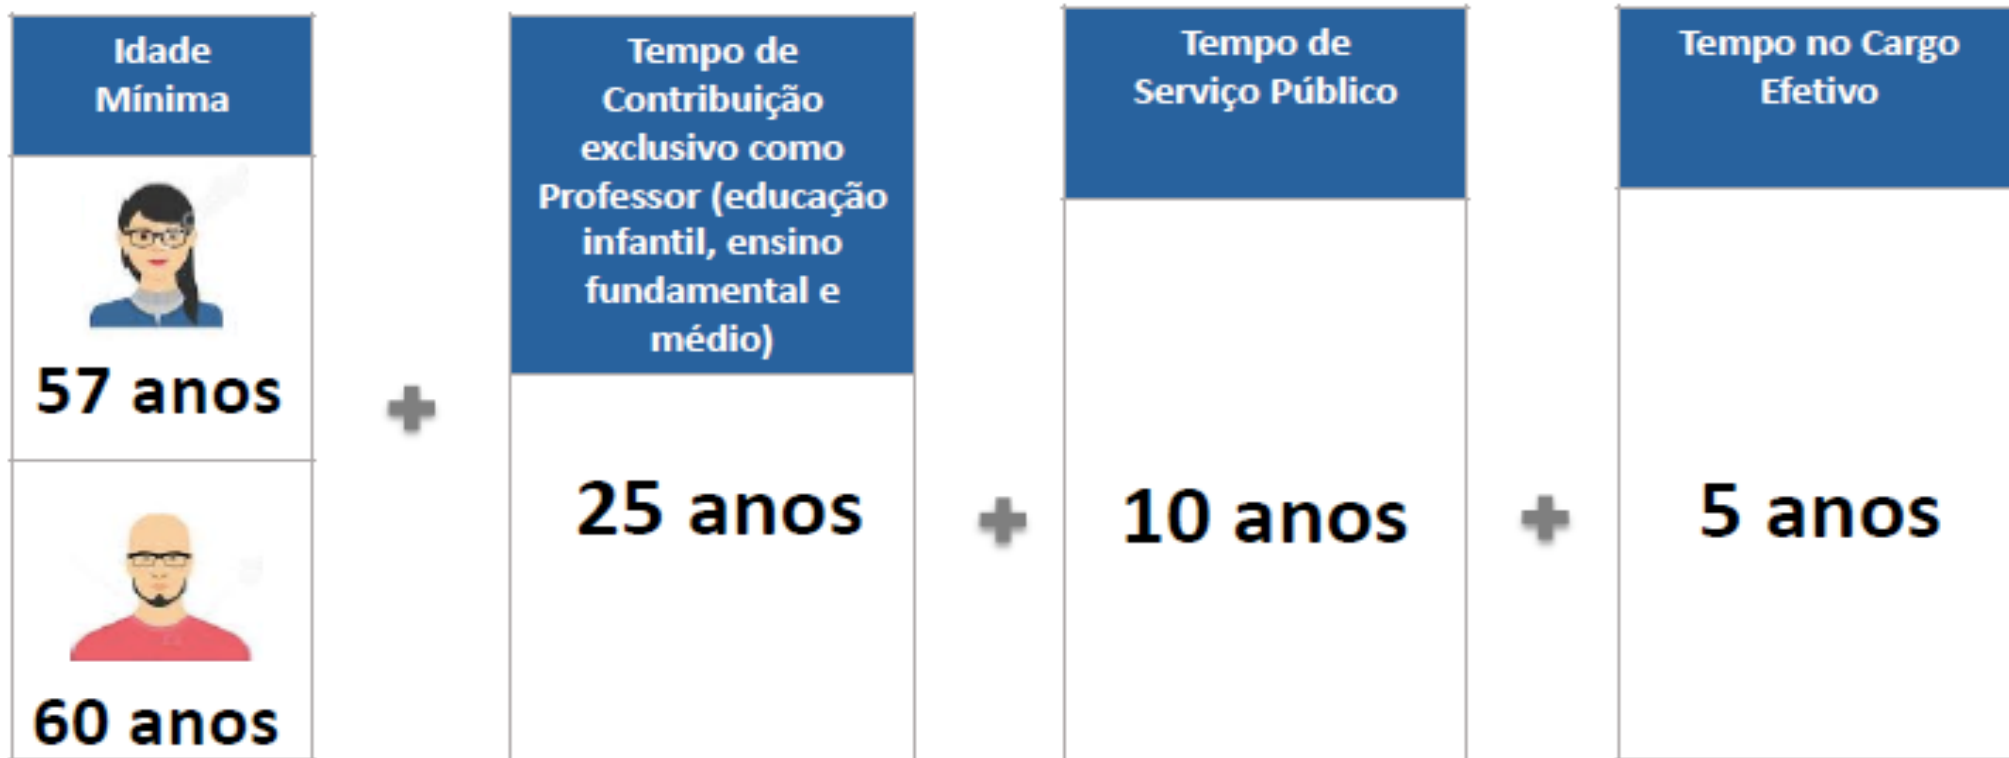 Idade
Mínima
57 anos
60 anos
Tempo de
Contribuição
exclusivo como
Professor (educação
infantil, ensino
fundamental e
médio)
25 anos
Tempo de
Serviço Público
10 anos
Tempo no Cargo
Efetivo
5 anos